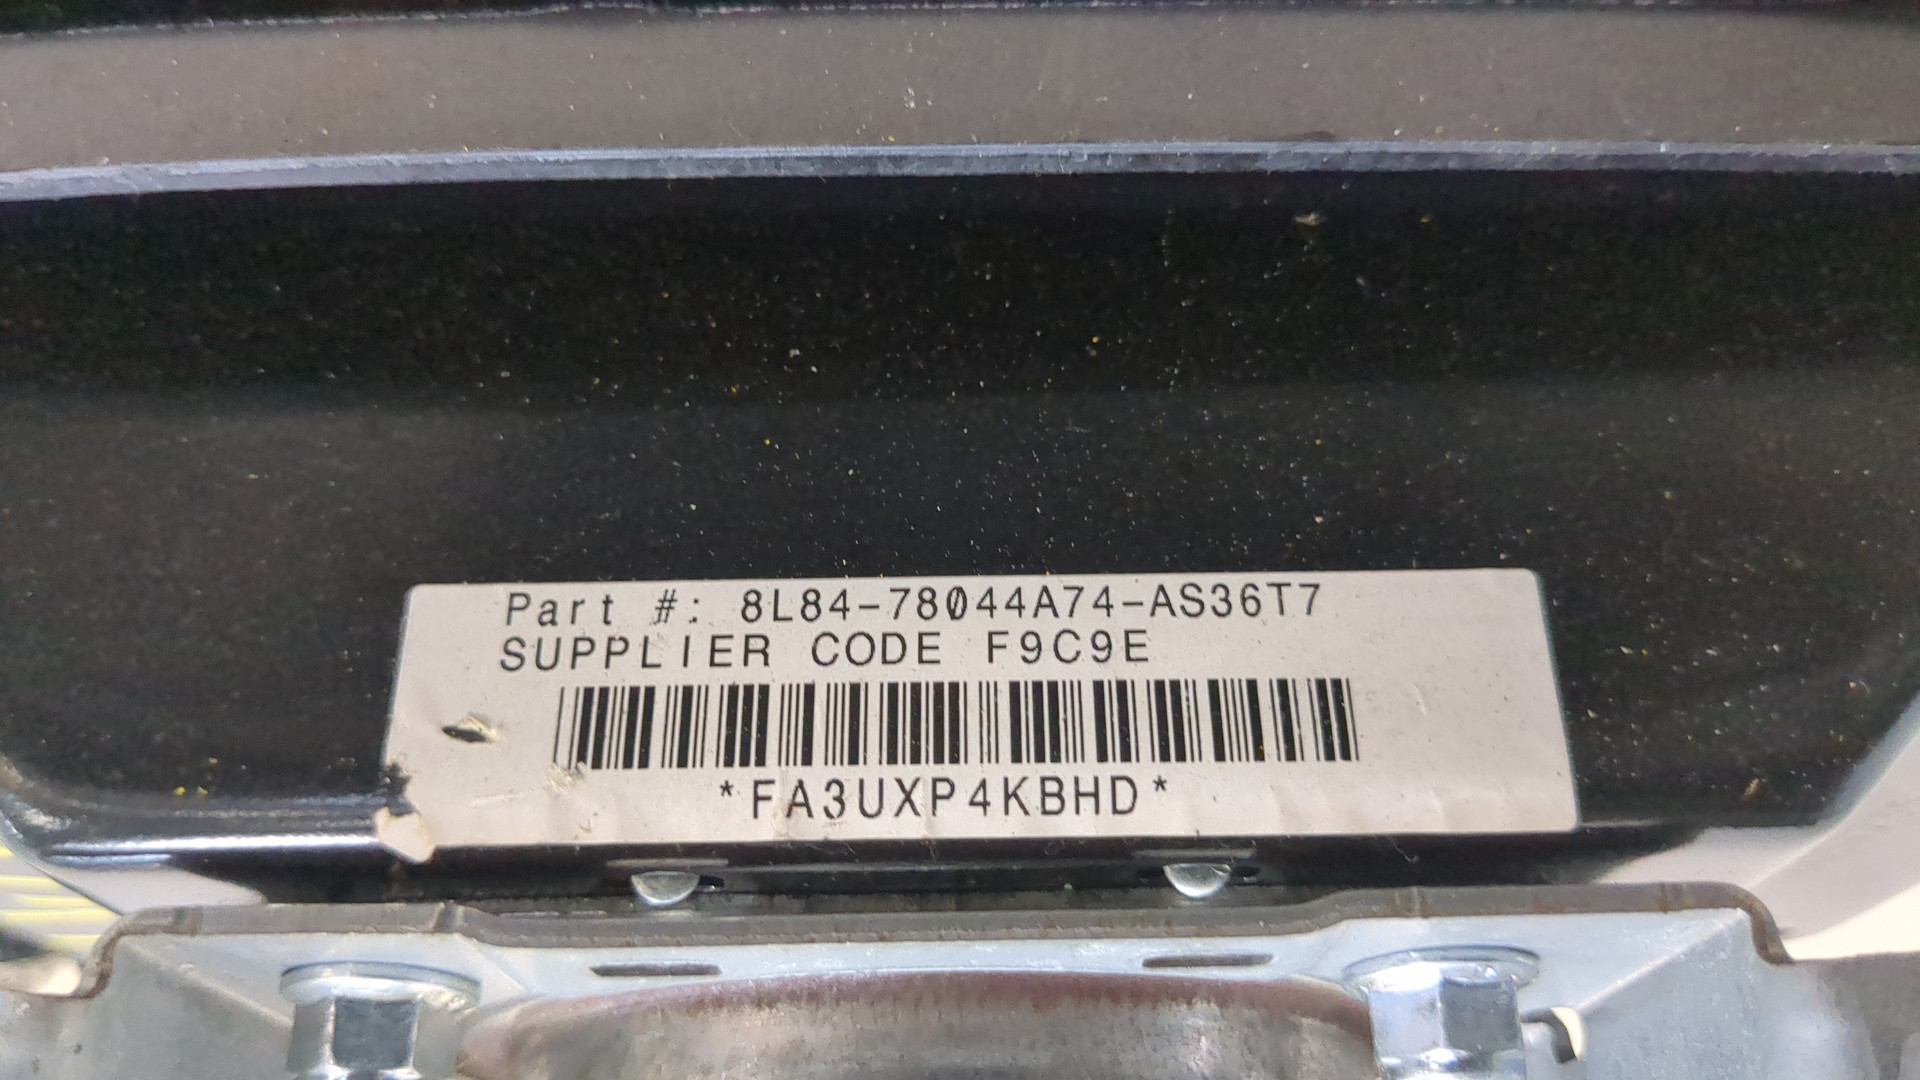 Part #: 8L84-78044A74-AS36T7
SUPPLIER CODE F9C9E
*FA3UXP4KBHD*